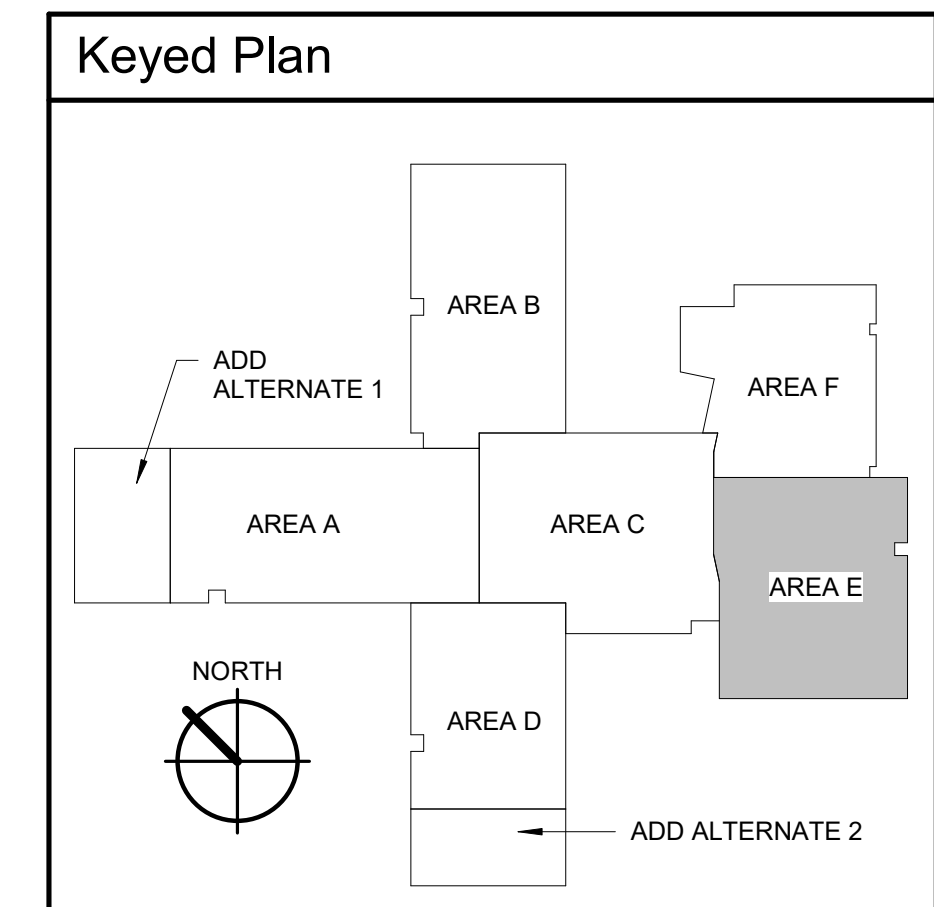 Keyed Plan
AREA B
ADD
ALTERNATE 1
AREA F
AREA A
AREA C
AREA E
NORTH
AREA D
ADD ALTERNATE 2